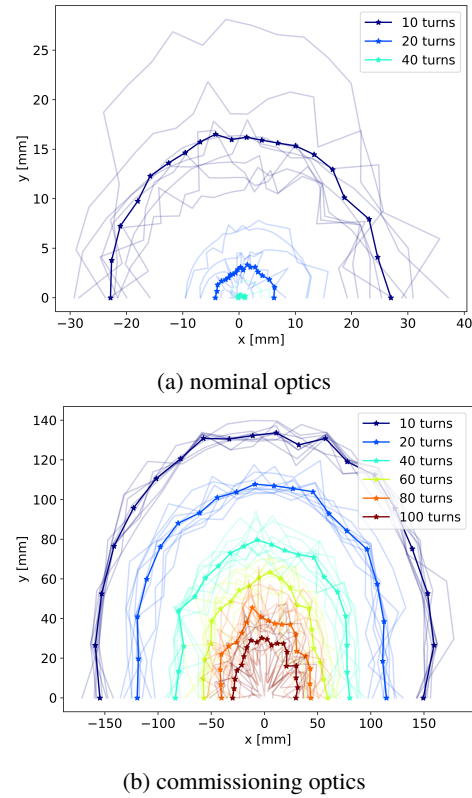 25
20
15
10
5
0
y [mm]
−30
−20
−10
0
10
20
30
40
x [mm]
10 turns
20 turns
40 turns
(a) nominal optics
140
120
100
80
60
40
20
0
y [mm]
−150
−100
−50
0
50
100
150
x [mm]
10 turns
20 turns
40 turns
60 turns
80 turns
100 turns
(b) commissioning optics